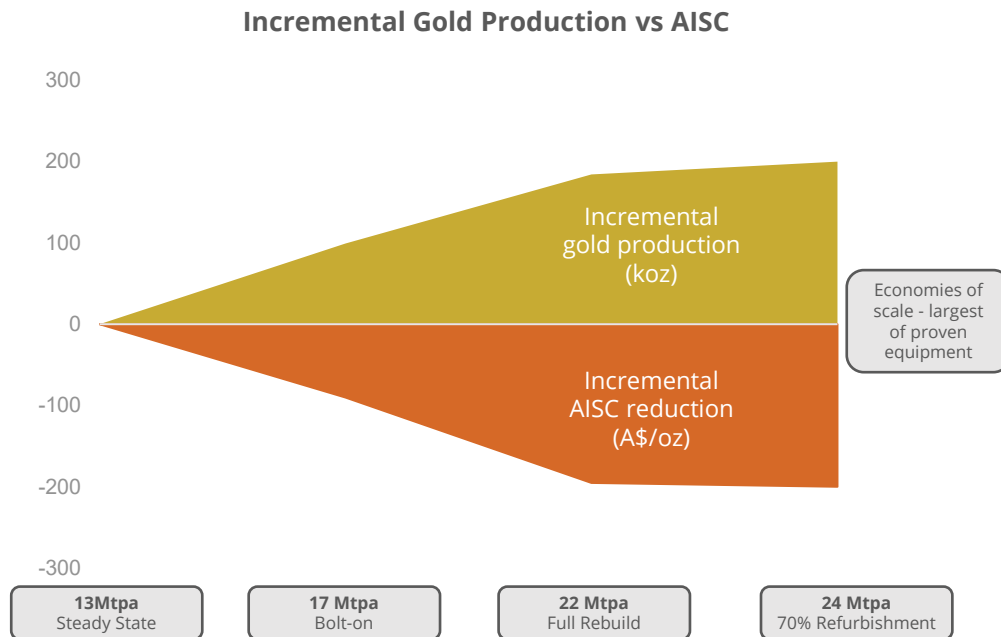 Incremental Gold Production vs AISC
300
200
100
0
-100
-200
-300
Incremental
gold production
(koz)
Incremental
AISC reduction
(A$/oz)
Economies of
scale - largest
of proven
equipment
13Mtpa
Steady State
17 Mtpa
Bolt-on
22 Mtpa
Full Rebuild
24 Mtpa
70% Refurbishment